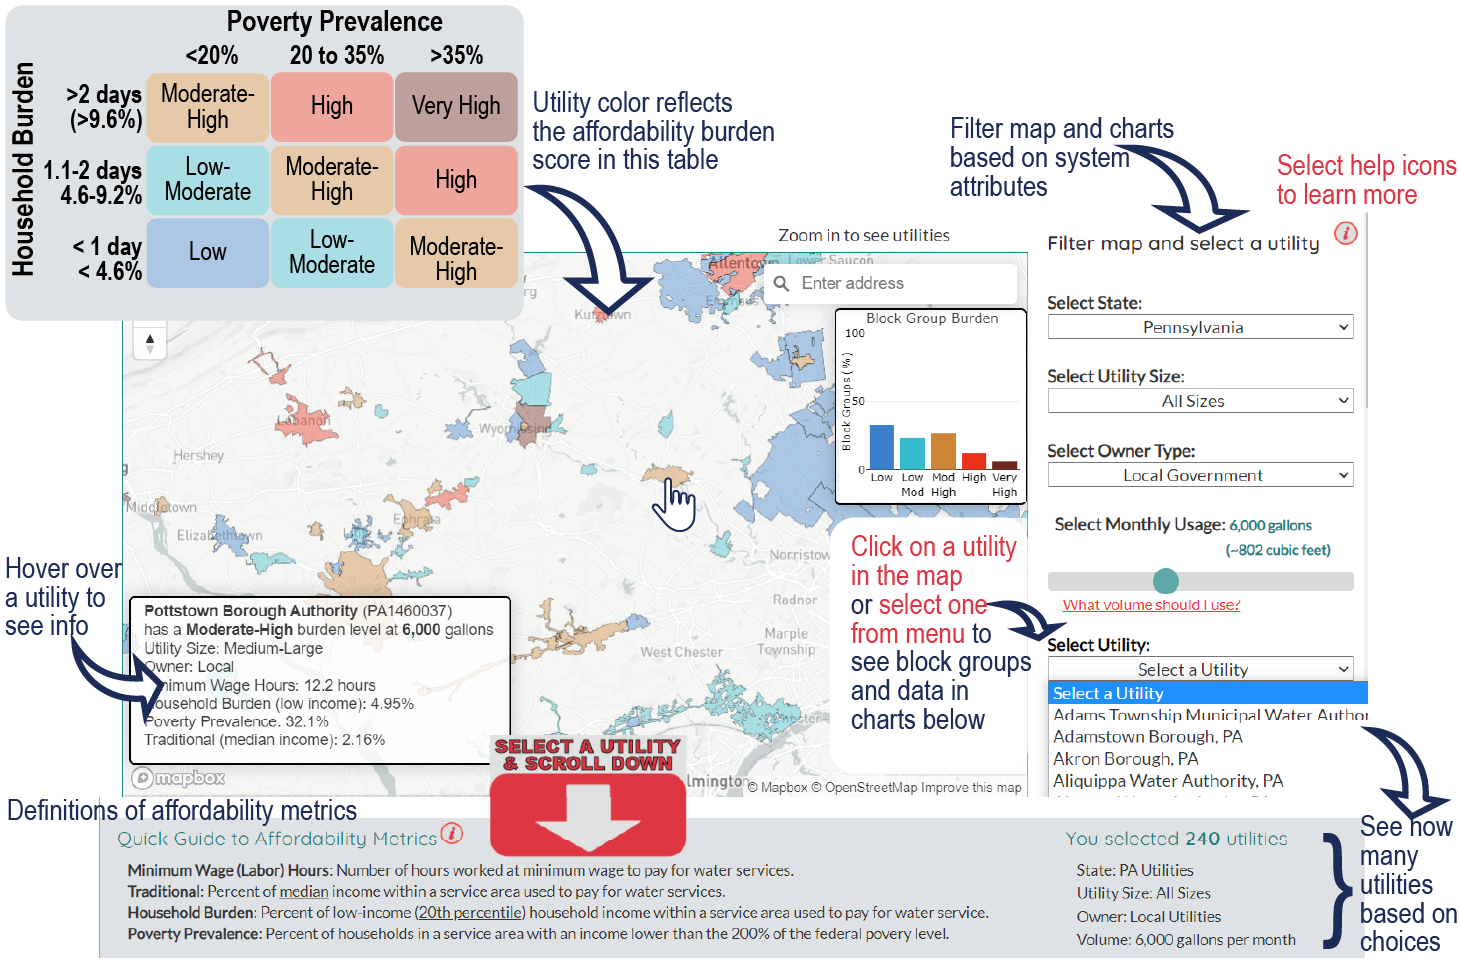 Poverty Prevalence
<20%
20 to 35%
>35%
Household Burden
>2 days
(>9.6%)
Moderate-
High
High
Very High
1.1-2 days
4.6-9.2%
Low-
Moderate
Moderate-
High
High
< 1 day
< 4.6%
Low
Low-
Moderate
Moderate-
High
Utility color reflects
the affordability burden
score in this table
Filter map and charts
based on system
attributes
Select help icons
to learn more
Zoom in to see utilities
Filter map and select a utility
i
Enter address
Allentown
Lower Saucon
Kutztown
Lebanon
Wyomissing
Hershey
Middletown
Elizabethtown
Ephrata
Norristow
Radnor
Marple
Township
West Chester
lmington
Block Group Burden
Block Groups (%)
100
50
0
Low
Low
Mod
Mod
High
High
Very
High
Select State:
Pennsylvania
Select Utility Size:
All Sizes
Select Owner Type:
Local Government
Select Monthly Usage: 6,000 gallons
(~802 cubic feet)
What volume should I use?
Select Utility:
Select a Utility
Select a Utility
Adams Township Municipal Water Author
Adamstown Borough, PA
Akron Borough, PA
Aliquippa Water Authority, PA
Click on a utility
in the map
or select one
from menu to
see block groups
and data in
charts below
Hover over
a utility to
see info
Pottstown Borough Authority (PA1460037)
has a Moderate-High burden level at 6,000 gallons
Utility Size: Medium-Large
Owner: Local
inimum Wage Hours: 12.2 hours
ousehold Burden (low income): 4.95%
Poverty Prevalence: 32.1%
Traditional (median income): 2.16%
mapbox
© Mapbox © OpenStreetMap Improve this map
SELECT A UTILITY
& SCROLL DOWN
Definitions of affordability metrics
Quick Guide to Affordability Metrics
i
Minimum Wage (Labor) Hours: Number of hours worked at minimum wage to pay for water services.
Traditional: Percent of median income within a service area used to pay for water services.
Household Burden: Percent of low-income (20th percentile) household income within a service area used to pay for water service.
Poverty Prevalence: Percent of households in a service area with an income lower than the 200% of the federal povery level.
You selected 240 utilities
State: PA Utilities
Utility Size: All Sizes
Owner: Local Utilities
Volume: 6,000 gallons per month
See how
many
utilities
based on
choices